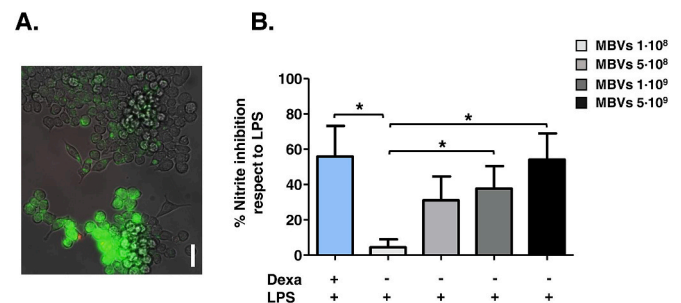 A.
B.
MBVs 1·10⁸
MBVs 5·10⁸
MBVs 1·10⁹
MBVs 5·10⁹
% Nitrite inhibition
respect to LPS
100
80
60
40
20
0
*
*
*
Dexa + - - - -
LPS + + + + +